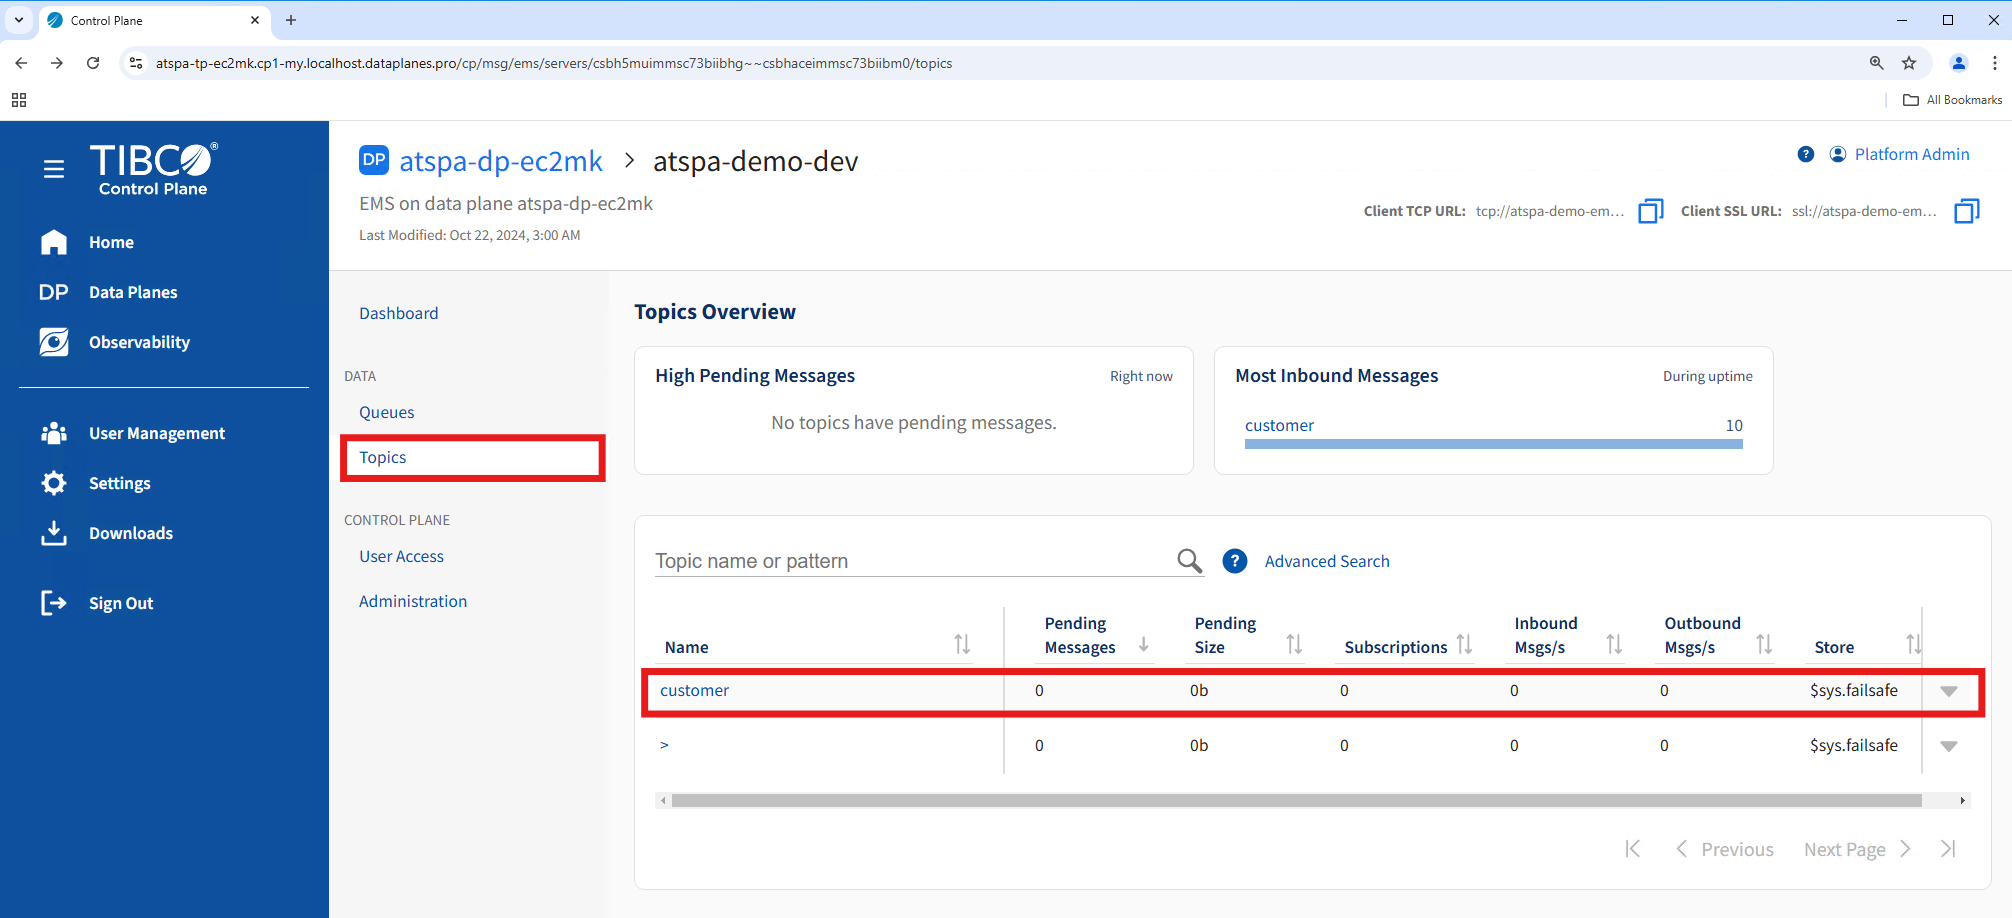 Control Plane
atspa-tp-ec2mk.cp1-my.localhost.dataplanes.pro/cp/msg/ems/servers/csbh5muimmsc73biibhg~~csbhaceimmsc73biibm0/topics
All Bookmarks
TIBCO®
Control Plane
Home
DP Data Planes
Observability
User Management
Settings
Downloads
Sign Out
DP atspa-dp-ec2mk > atspa-demo-dev
EMS on data plane atspa-dp-ec2mk
Last Modified: Oct 22, 2024, 3:00 AM
? Platform Admin
Client TCP URL: tcp://atspa-demo-em... Client SSL URL: ssl://atspa-demo-em...
Dashboard
DATA
Queues
Topics
CONTROL PLANE
User Access
Administration
Topics Overview
High Pending Messages Right now
No topics have pending messages.
Most Inbound Messages During uptime
customer 10
Topic name or pattern ? Advanced Search
Name Pending Messages Pending Size Subscriptions Inbound Msgs/s Outbound Msgs/s Store
customer 0 0b 0 0 0 $sys.failsafe
> 0 0b 0 0 0 $sys.failsafe
Previous Next Page